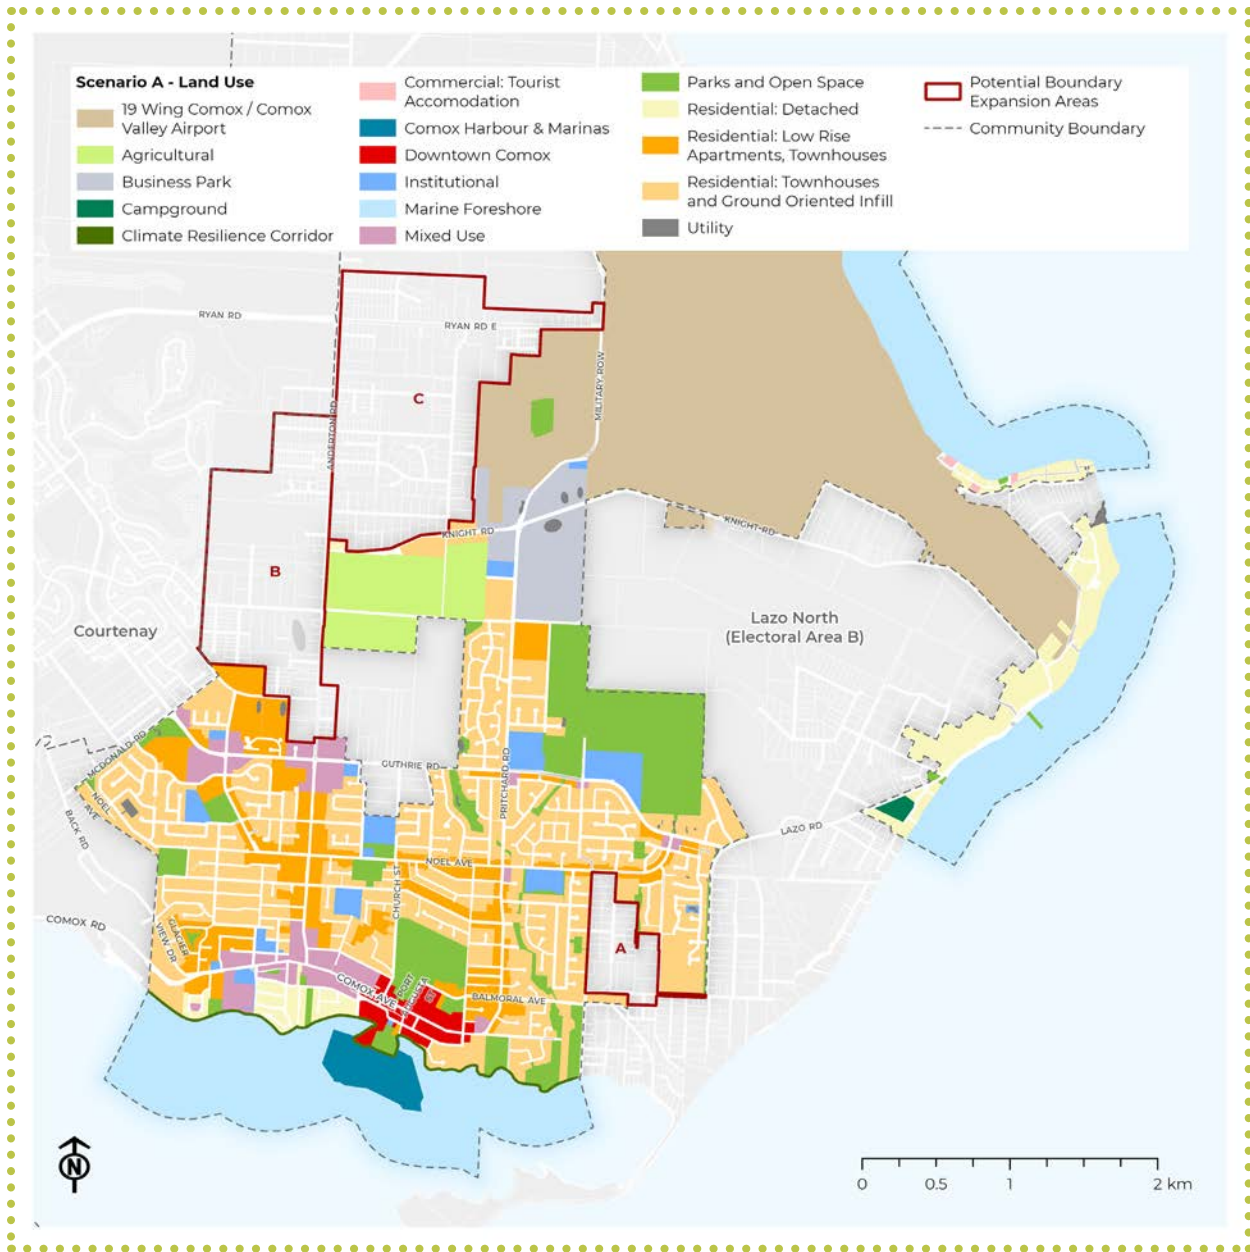 Scenario A - Land Use
19 Wing Comox / Comox
Valley Airport
Agricultural
Business Park
Campground
Climate Resilience Corridor
Commercial: Tourist
Accomodation
Comox Harbour & Marinas
Downtown Comox
Institutional
Marine Foreshore
Mixed Use
Parks and Open Space
Residential: Detached
Residential: Low Rise
Apartments, Townhouses
Residential: Townhouses
and Ground Oriented Infill
Utility
Potential Boundary
Expansion Areas
Community Boundary
RYAN RD
RYAN RD E
MILITARY ROW
ANDERTON RD
C
KNIGHT RD
KNIGHT RD
B
Courtenay
Lazo North
(Electoral Area B)
MCDONALD RD
GUTHRIE RD
PRITCHARD RD
NOEL
AVE
BACK RD
LAZO RD
NOEL AVE
CHURCH ST
COMOX RD
GLACIER
VIEW DR
A
COMOX AVE
PORT
AUGUSTA
ST
BALMORAL AVE
N
0
0.5
1
2 km